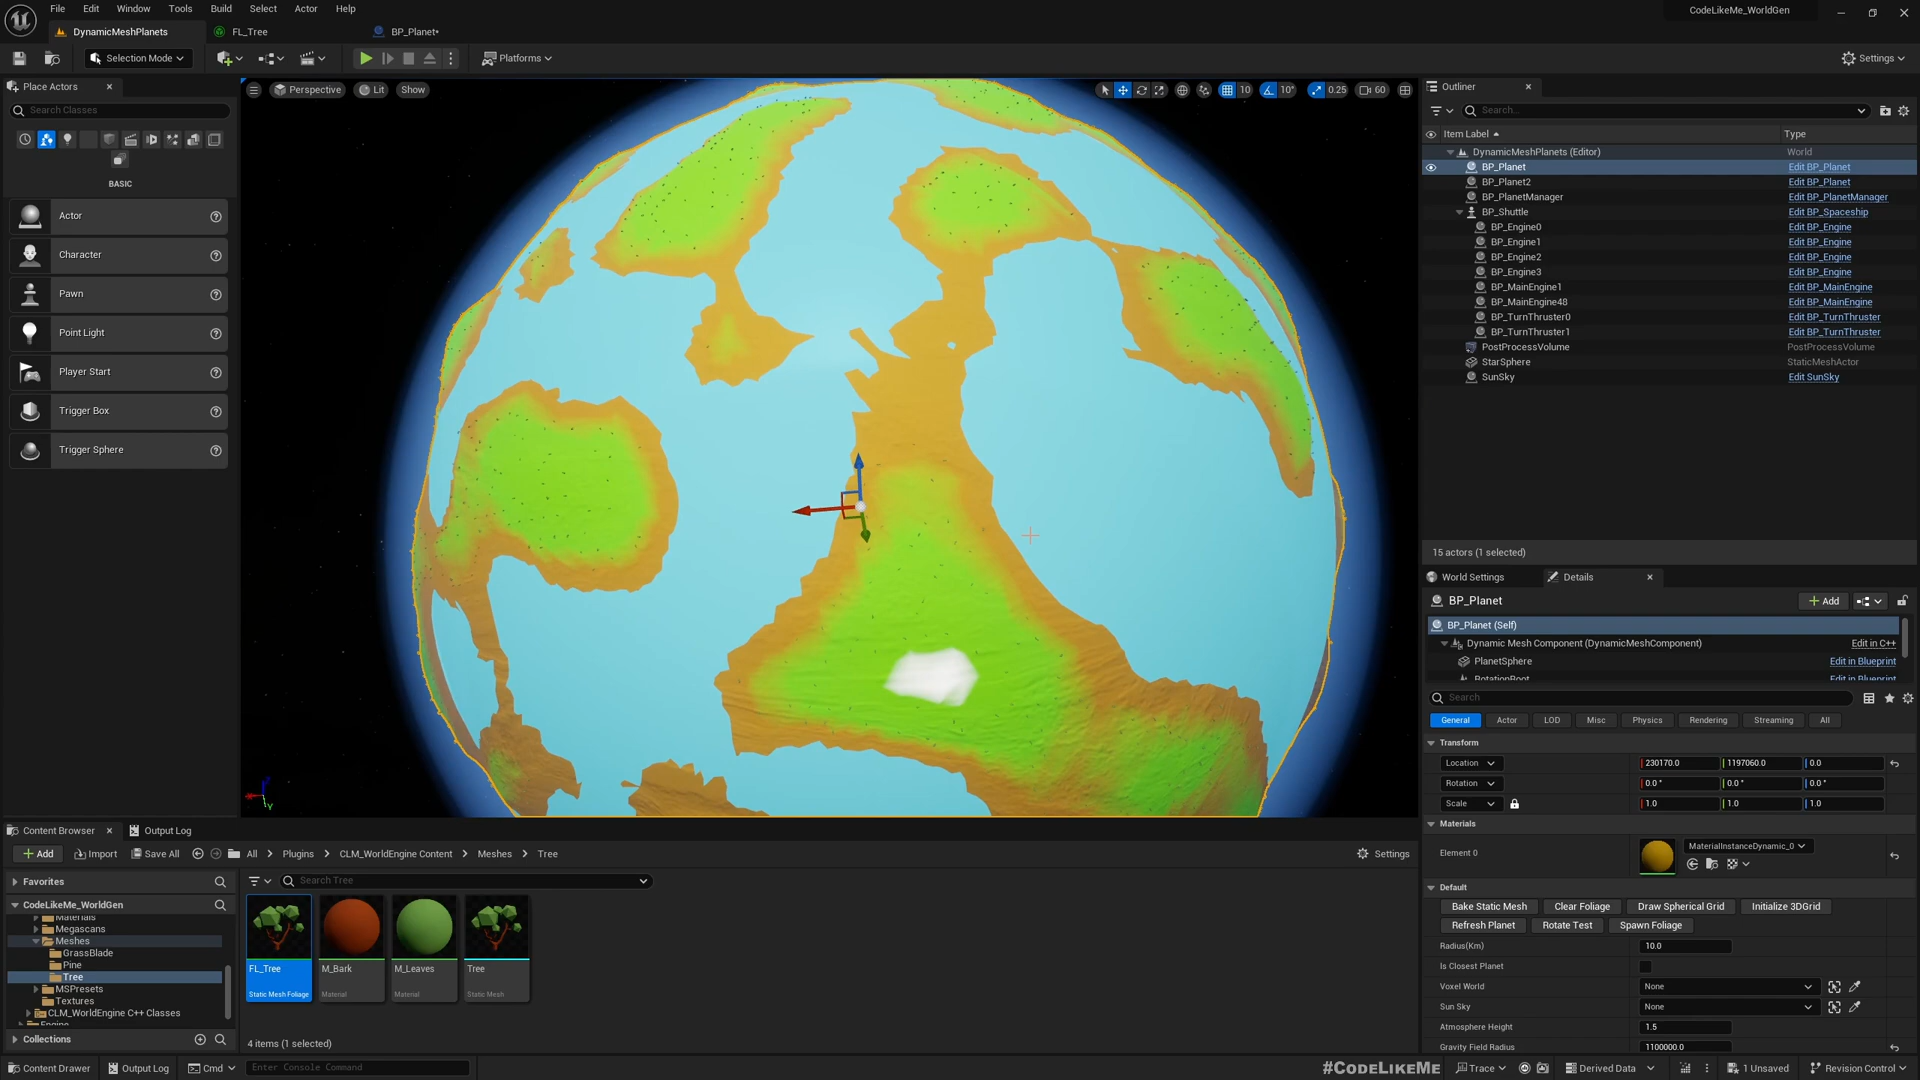 File Edit Window Tools Build Select Actor Help
CodeLikeMe_WorldGen
DynamicMeshPlanets FL_Tree BP_Planet*
Selection Mode Platforms Settings
Place Actors
Search Classes
BASIC
Actor
Character
Pawn
Point Light
Player Start
Trigger Box
Trigger Sphere
Perspective Lit Show
10 10° 0.25 60
Outliner
Search...
Item Label Type
DynamicMeshPlanets (Editor) World
BP_Planet Edit BP_Planet
BP_Planet2 Edit BP_Planet
BP_PlanetManager Edit BP_PlanetManager
BP_Shuttle Edit BP_Spaceship
BP_Engine0 Edit BP_Engine
BP_Engine1 Edit BP_Engine
BP_Engine2 Edit BP_Engine
BP_Engine3 Edit BP_Engine
BP_MainEngine1 Edit BP_MainEngine
BP_MainEngine48 Edit BP_MainEngine
BP_TurnThruster0 Edit BP_TurnThruster
BP_TurnThruster1 Edit BP_TurnThruster
PostProcessVolume PostProcessVolume
StarSphere StaticMeshActor
SunSky Edit SunSky
15 actors (1 selected)
World Settings Details
BP_Planet Add
BP_Planet (Self)
Dynamic Mesh Component (DynamicMeshComponent) Edit in C++
PlanetSphere Edit in Blueprint
RotationRoot Edit in Blueprint
Search
General Actor LOD Misc Physics Rendering Streaming All
Transform
Location 230170.0 1197060.0 0.0
Rotation 0.0 ° 0.0 ° 0.0 °
Scale 1.0 1.0 1.0
Materials
Element 0 MaterialInstanceDynamic_0
Default
Bake Static Mesh Clear Foliage Draw Spherical Grid Initialize 3DGrid
Refresh Planet Rotate Test Spawn Foliage
Radius(Km) 10.0
Is Closest Planet
Voxel World None
Sun Sky None
Atmosphere Height 1.5
Gravity Field Radius 1100000.0
Content Browser Output Log
Add Import Save All All Plugins CLM_WorldEngine Content Meshes Tree Settings
Favorites
CodeLikeMe_WorldGen
Materials
Megascans
Meshes
GrassBlade
Pine
Tree
MSPresets
Textures
CLM_WorldEngine C++ Classes
Engine
Collections
Search Tree
FL_Tree M_Bark M_Leaves Tree
Static Mesh Foliage Material Material Static Mesh
4 items (1 selected)
Content Drawer Output Log Cmd Enter Console Command
#CODELIKEME Trace Derived Data 1 Unsaved Revision Control
Z
Y